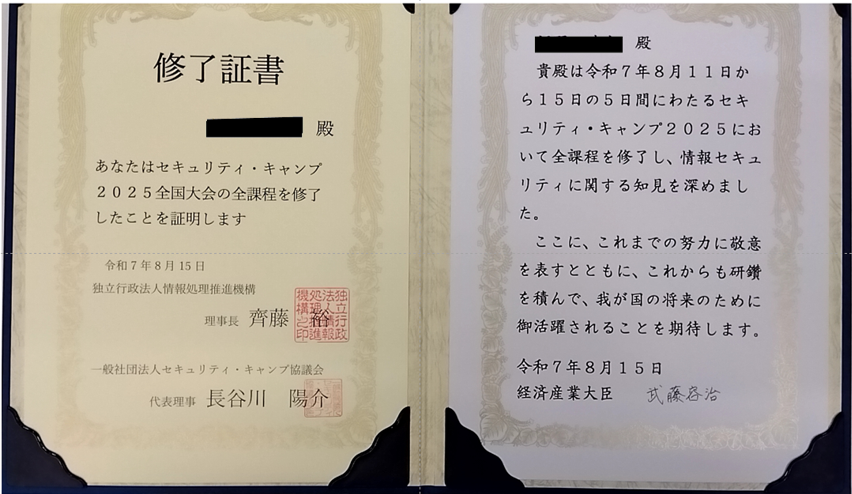 修了証書
殿
あなたはセキュリティ・キャンプ
２０２５全国大会の全課程を修了
したことを証明します
令和７年８月15日
独立行政法人情報処理推進機構
理事長 齊藤 裕
独立行政
法人情報
処理推進
機構之印
一般社団法人セキュリティ・キャンプ協議会
代表理事 長谷川 陽介
殿
貴殿は令和７年８月１１日か
ら１５日の５日間にわたるセキ
ュリティ・キャンプ２０２５にお
いて全課程を修了し、情報セキュ
リティに関する知見を深めまし
た。
ここに、これまでの努力に敬意
を表すとともに、これからも研鑽
を積んで、我が国の将来のために
御活躍されることを期待します。
令和７年８月１５日
経済産業大臣 武藤容治